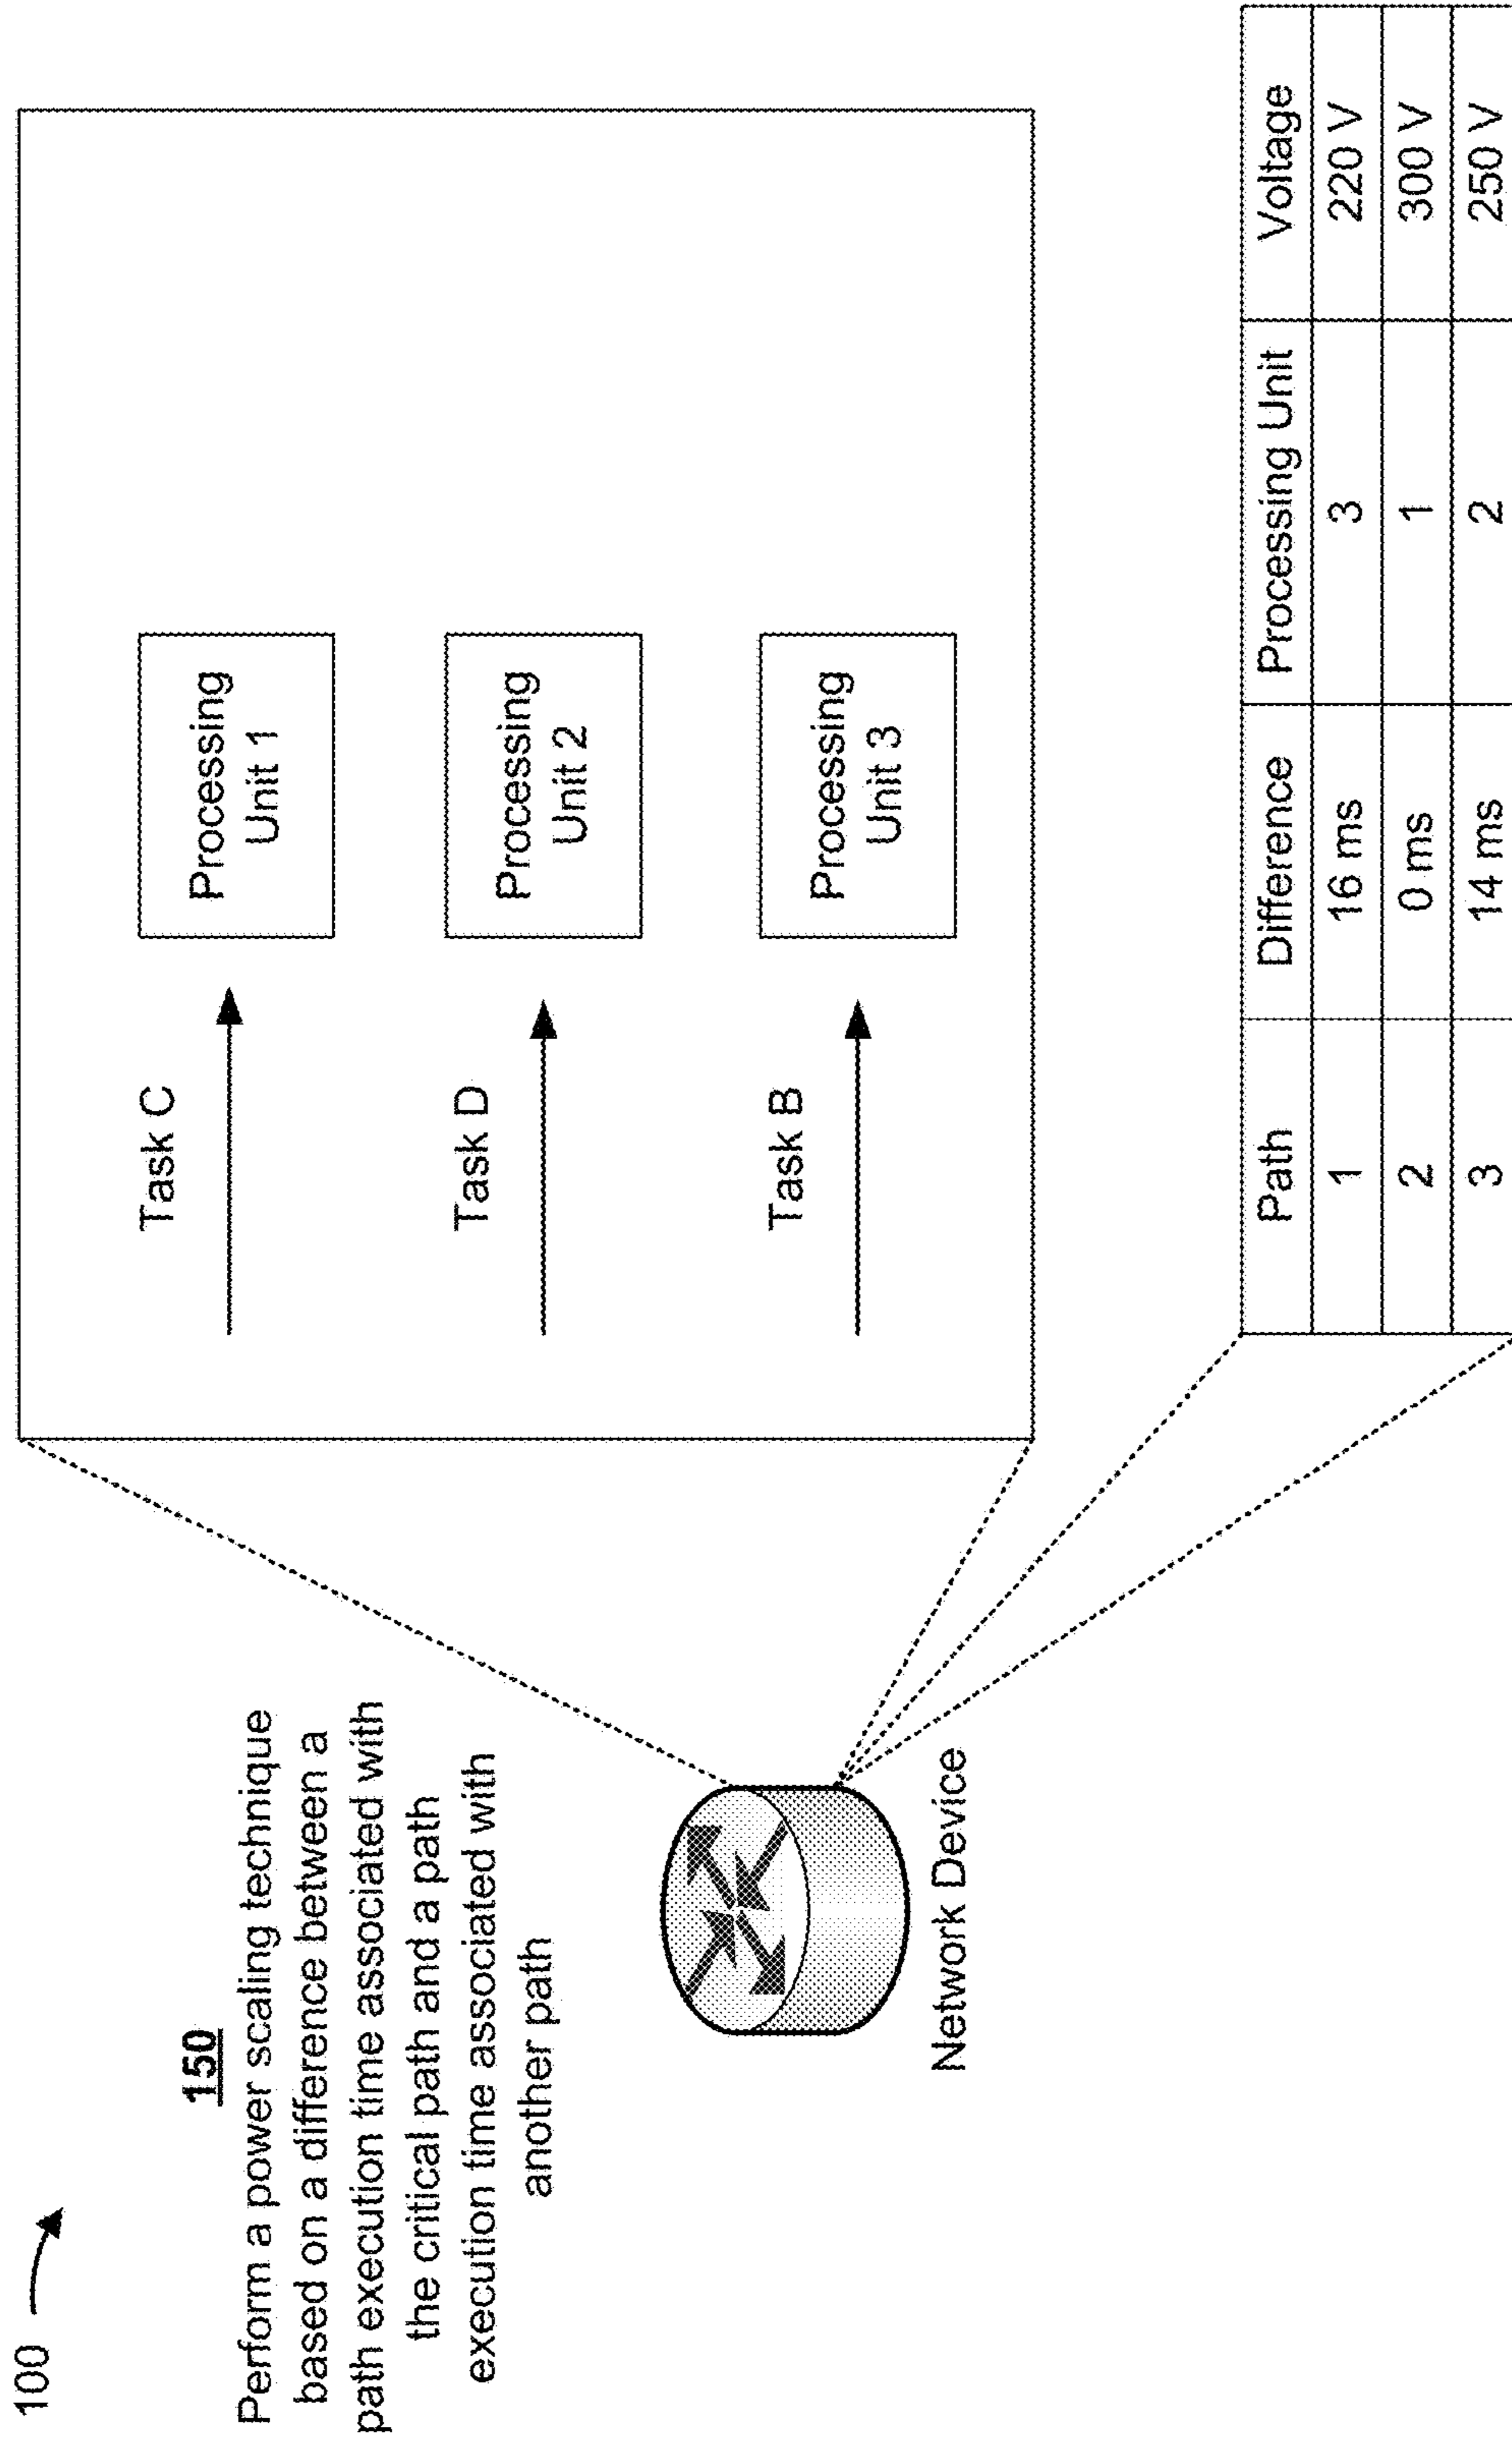 100
150
Perform a power scaling technique
based on a difference between a
path execution time associated with
the critical path and a path
execution time associated with
another path
Network Device
Task C
Processing
Unit 1
Task D
Processing
Unit 2
Task B
Processing
Unit 3
Path Difference Processing Unit Voltage
1 16 ms 3 220 V
2 0 ms 1 300 V
3 14 ms 2 250 V